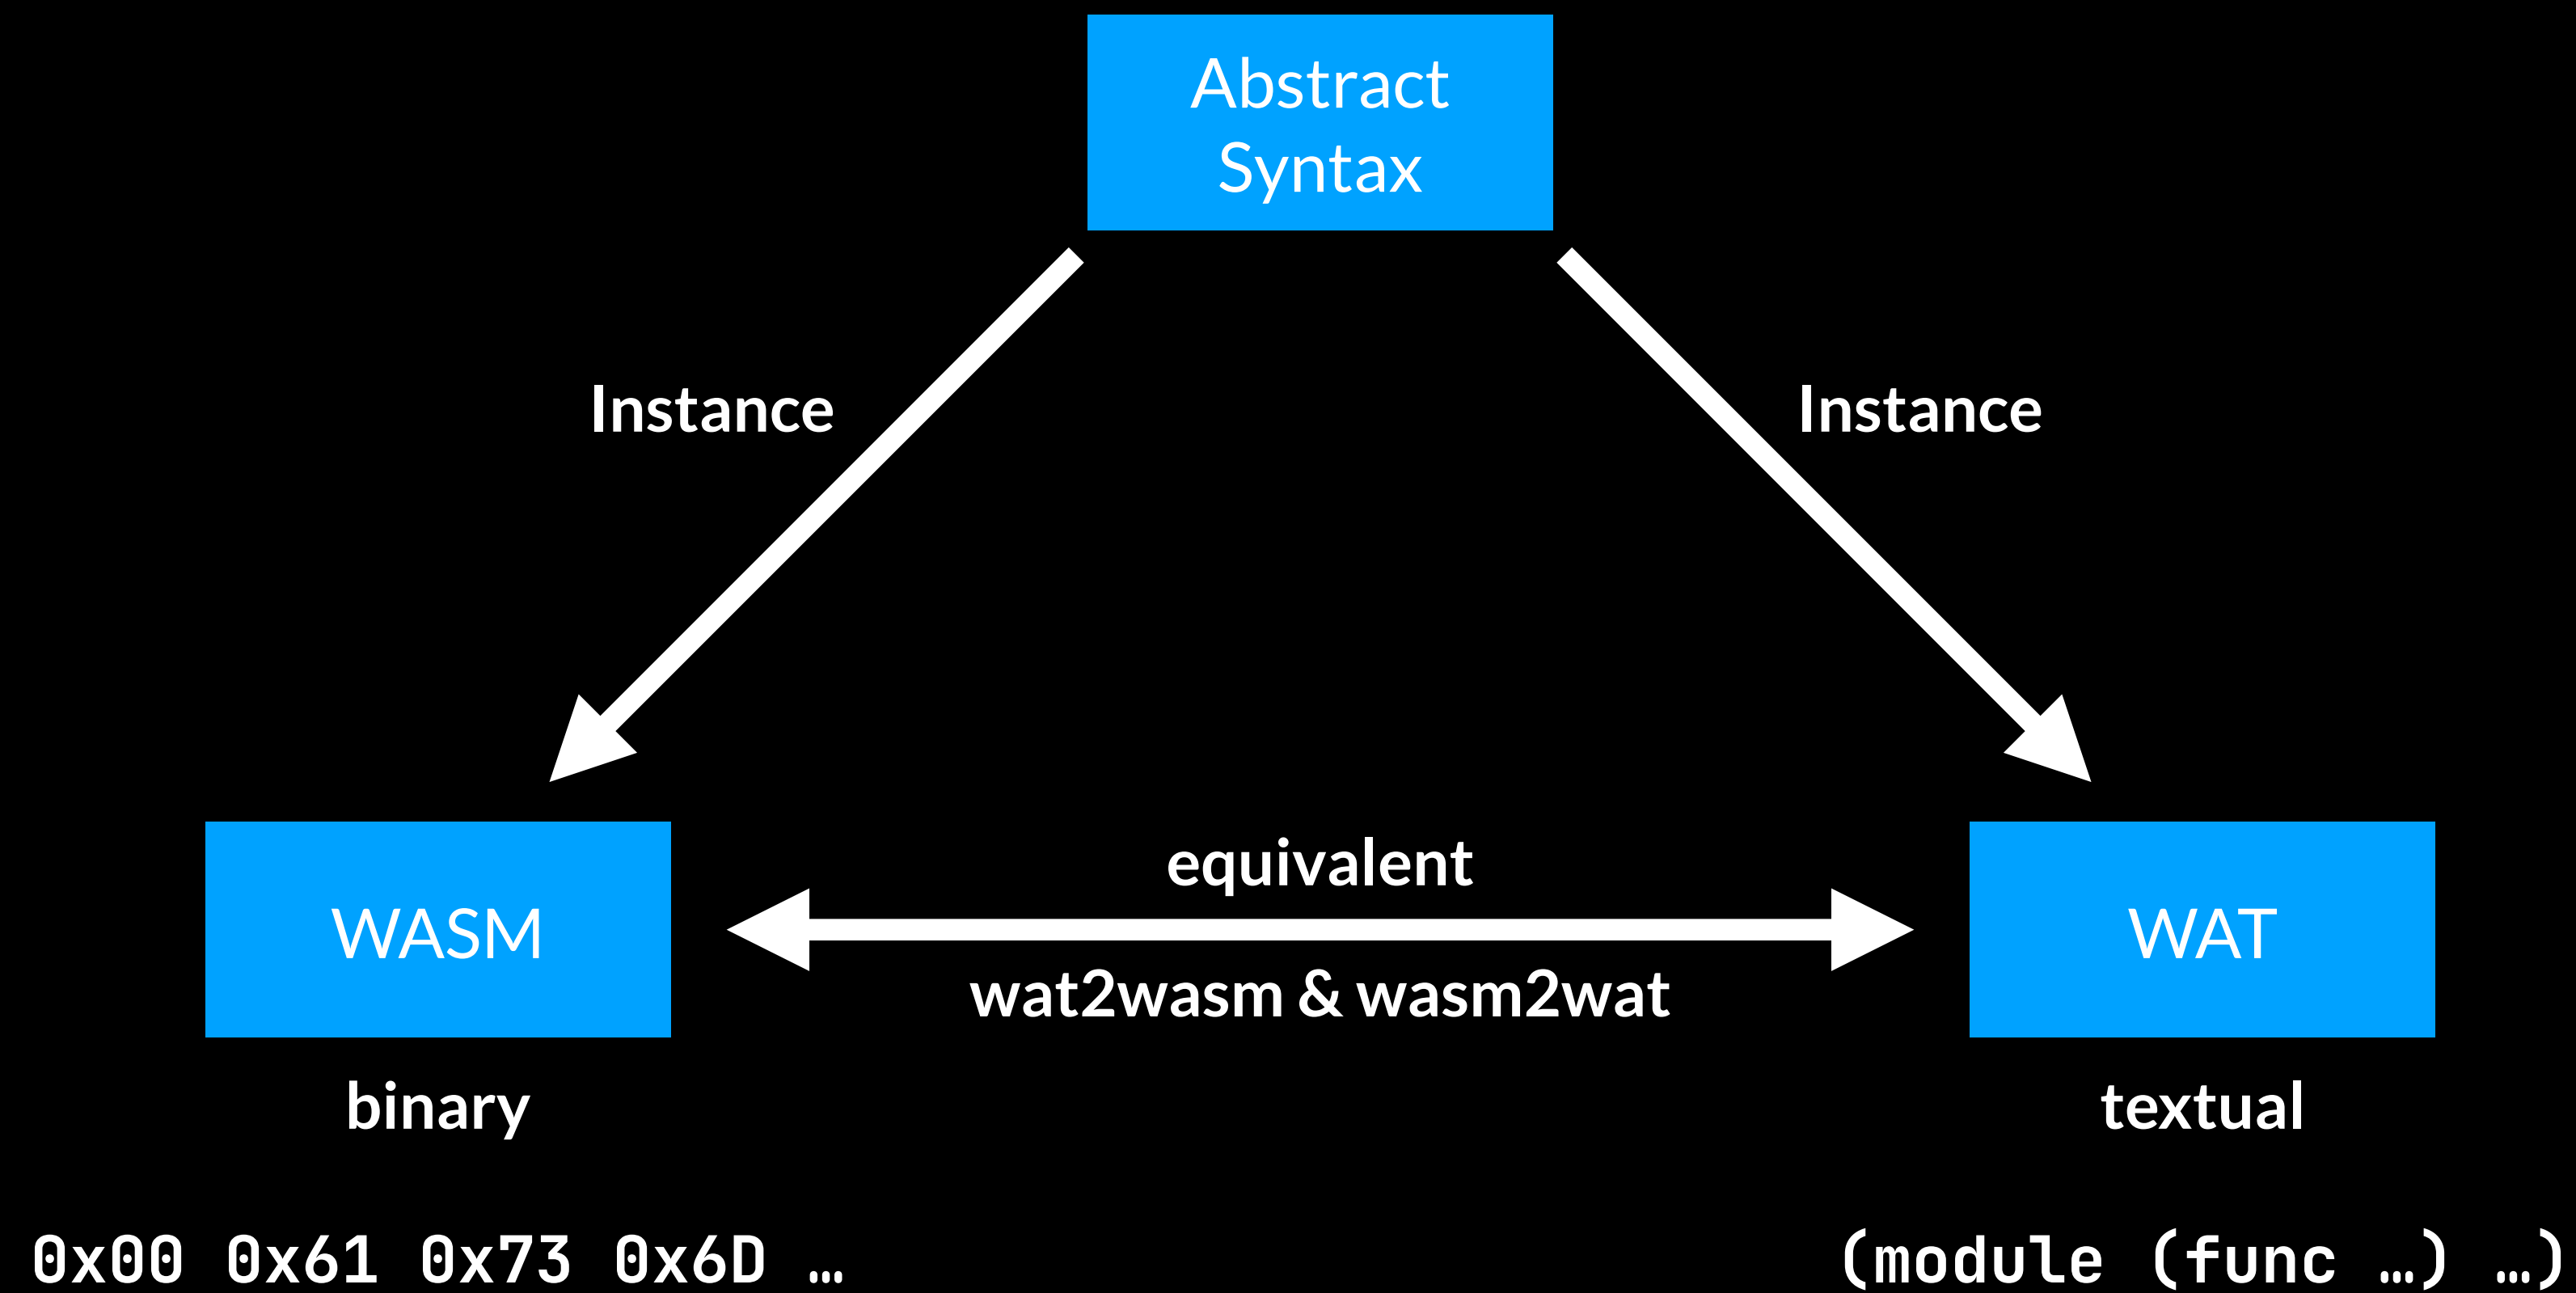 Abstract
Syntax
Instance
Instance
equivalent
WASM
WAT
wat2wasm & wasm2wat
binary
textual
0x00 0x61 0x73 0x6D …
(module (func …) …)